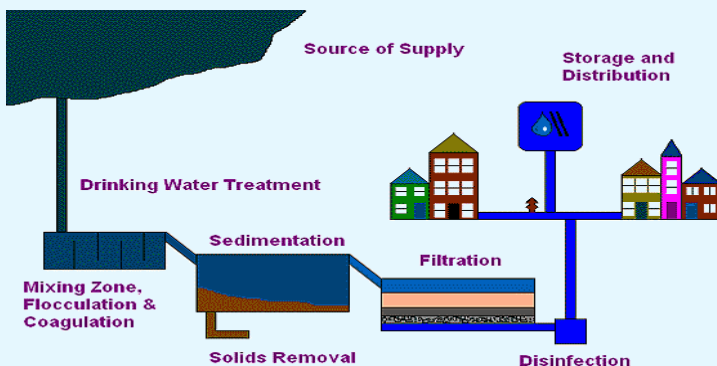 Source of Supply
Storage and
Distribution
Drinking Water Treatment
Sedimentation
Filtration
Mixing Zone,
Flocculation &
Coagulation
Solids Removal
Disinfection